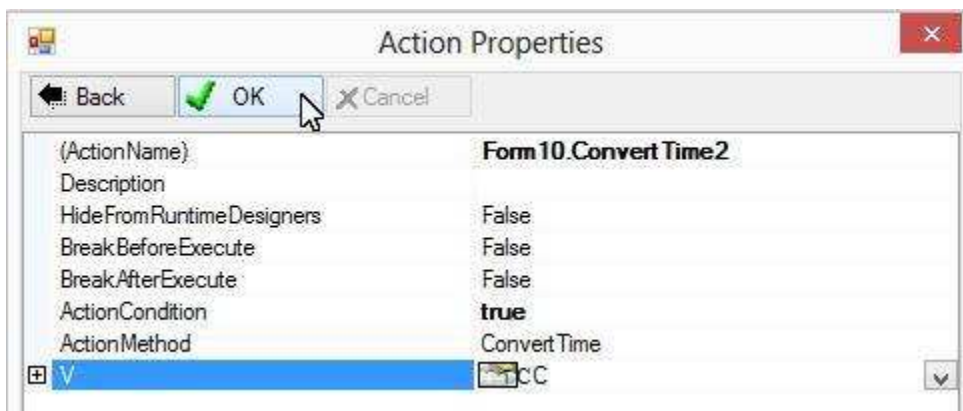 Action Properties
Back OK Cancel
(ActionName) Form10.ConvertTime2
Description
HideFromRuntimeDesigners False
BreakBeforeExecute False
BreakAfterExecute False
ActionCondition true
ActionMethod ConvertTime
V CC